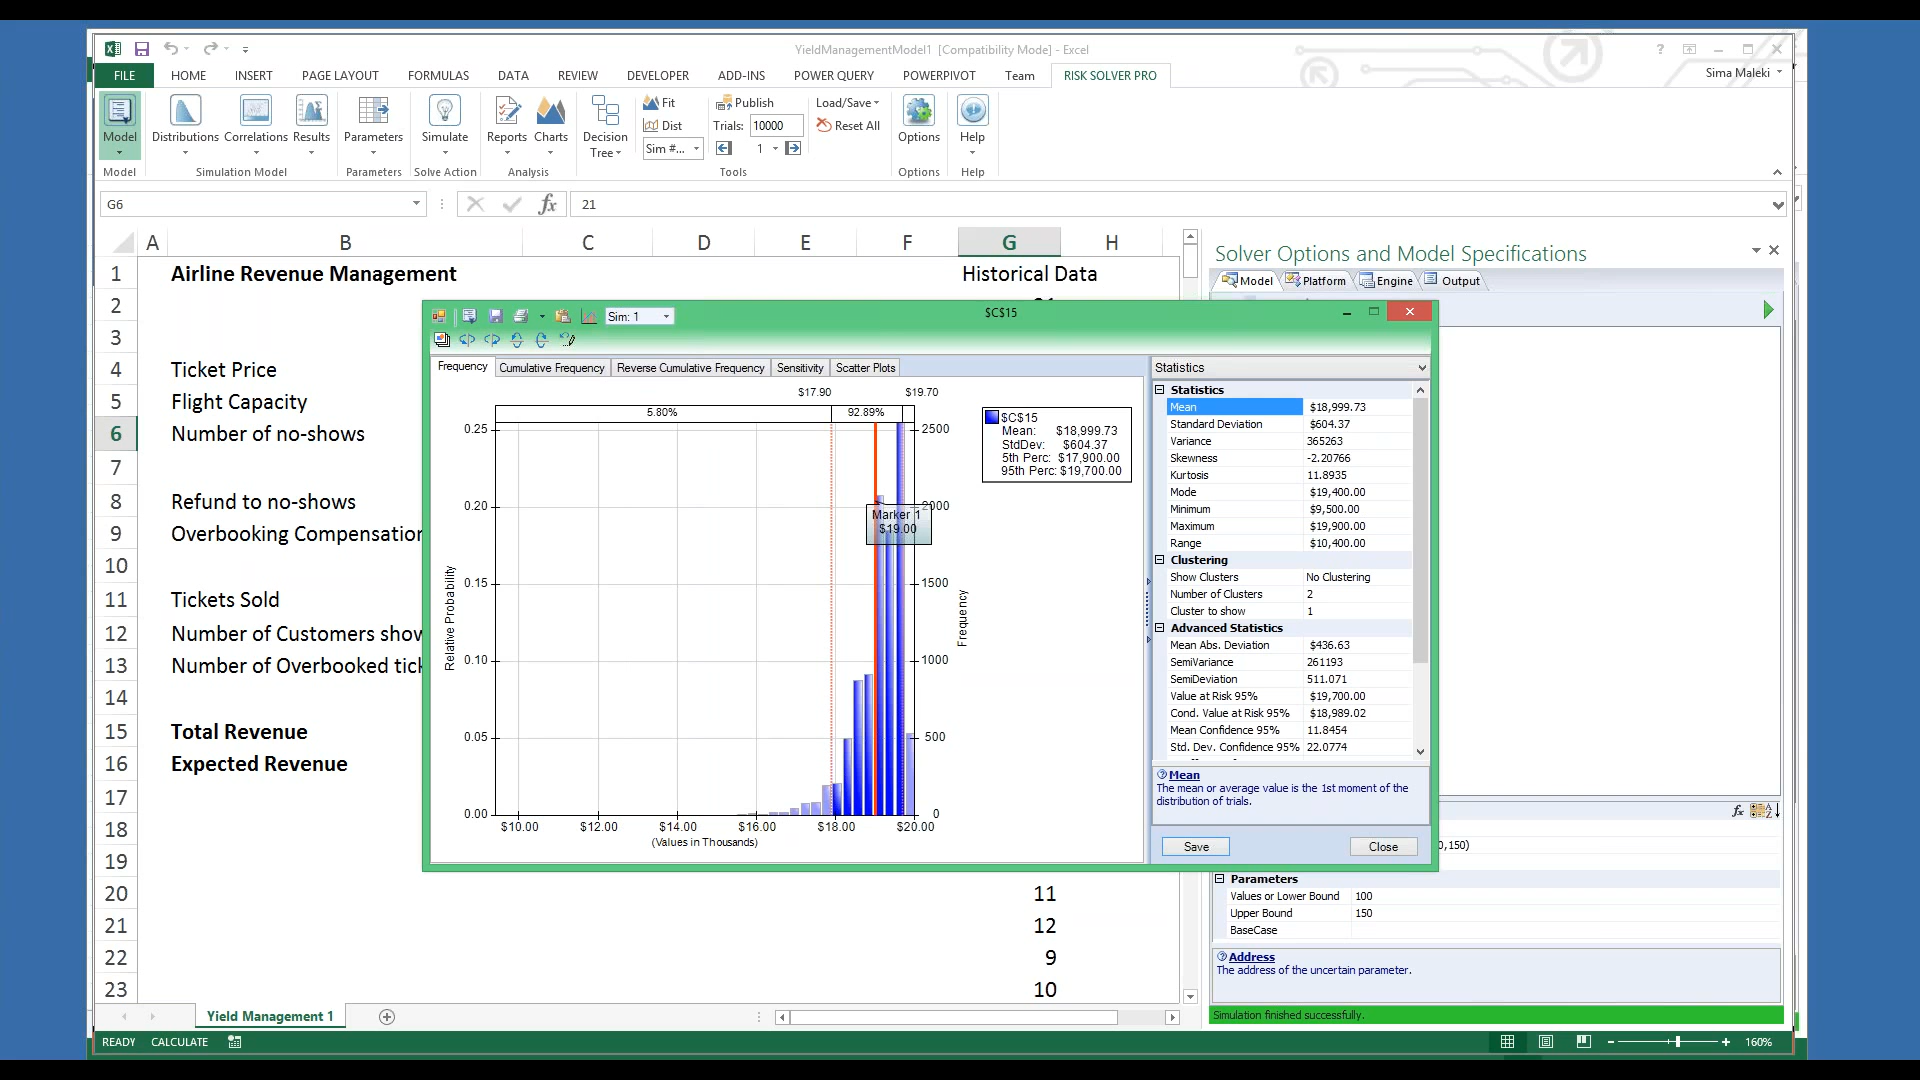 YieldManagementModel1 [Compatibility Mode] - Excel
FILE HOME INSERT PAGE LAYOUT FORMULAS DATA REVIEW DEVELOPER ADD-INS POWER QUERY POWERPIVOT Team RISK SOLVER PRO Sima Maleki
Model Distributions Correlations Results Parameters Simulate Reports Charts Decision Tree
Fit Publish Load/Save
Dist Trials: 10000 Reset All
Sim #... 1
Options Help
Model Simulation Model Parameters Solve Action Analysis Tools Options Help
G6 21
A B C D E F G H
1 Airline Revenue Management Historical Data
2
3
4 Ticket Price
5 Flight Capacity
6 Number of no-shows
7
8 Refund to no-shows
9 Overbooking Compensation
10
11 Tickets Sold
12 Number of Customers show
13 Number of Overbooked tick
14
15 Total Revenue
16 Expected Revenue
17
18
19
20 11
21 12
22 9
23 10
Yield Management 1
READY CALCULATE 160%
Sim: 1 $C$15
Frequency Cumulative Frequency Reverse Cumulative Frequency Sensitivity Scatter Plots
$17.90 $19.70
5.80% 92.89%
0.25 2500
0.20 2000
0.15 1500
0.10 1000
0.05 500
0.00 0
Relative Probability
Frequency
Marker 1
$19.00
$10.00 $12.00 $14.00 $16.00 $18.00 $20.00
(Values in Thousands)
$C$15
Mean: $18,999.73
StdDev: $604.37
5th Perc: $17,900.00
95th Perc: $19,700.00
Statistics
Statistics
Mean $18,999.73
Standard Deviation $604.37
Variance 365263
Skewness -2.20766
Kurtosis 11.8935
Mode $19,400.00
Minimum $9,500.00
Maximum $19,900.00
Range $10,400.00
Clustering
Show Clusters No Clustering
Number of Clusters 2
Cluster to show 1
Advanced Statistics
Mean Abs. Deviation $436.63
SemiVariance 261193
SemiDeviation 511.071
Value at Risk 95% $19,700.00
Cond. Value at Risk 95% $18,989.02
Mean Confidence 95% 11.8454
Std. Dev. Confidence 95% 22.0774
Mean
The mean or average value is the 1st moment of the
distribution of trials.
Save Close
Solver Options and Model Specifications
Model Platform Engine Output
0,150)
Parameters
Values or Lower Bound 100
Upper Bound 150
BaseCase
Address
The address of the uncertain parameter.
Simulation finished successfully.